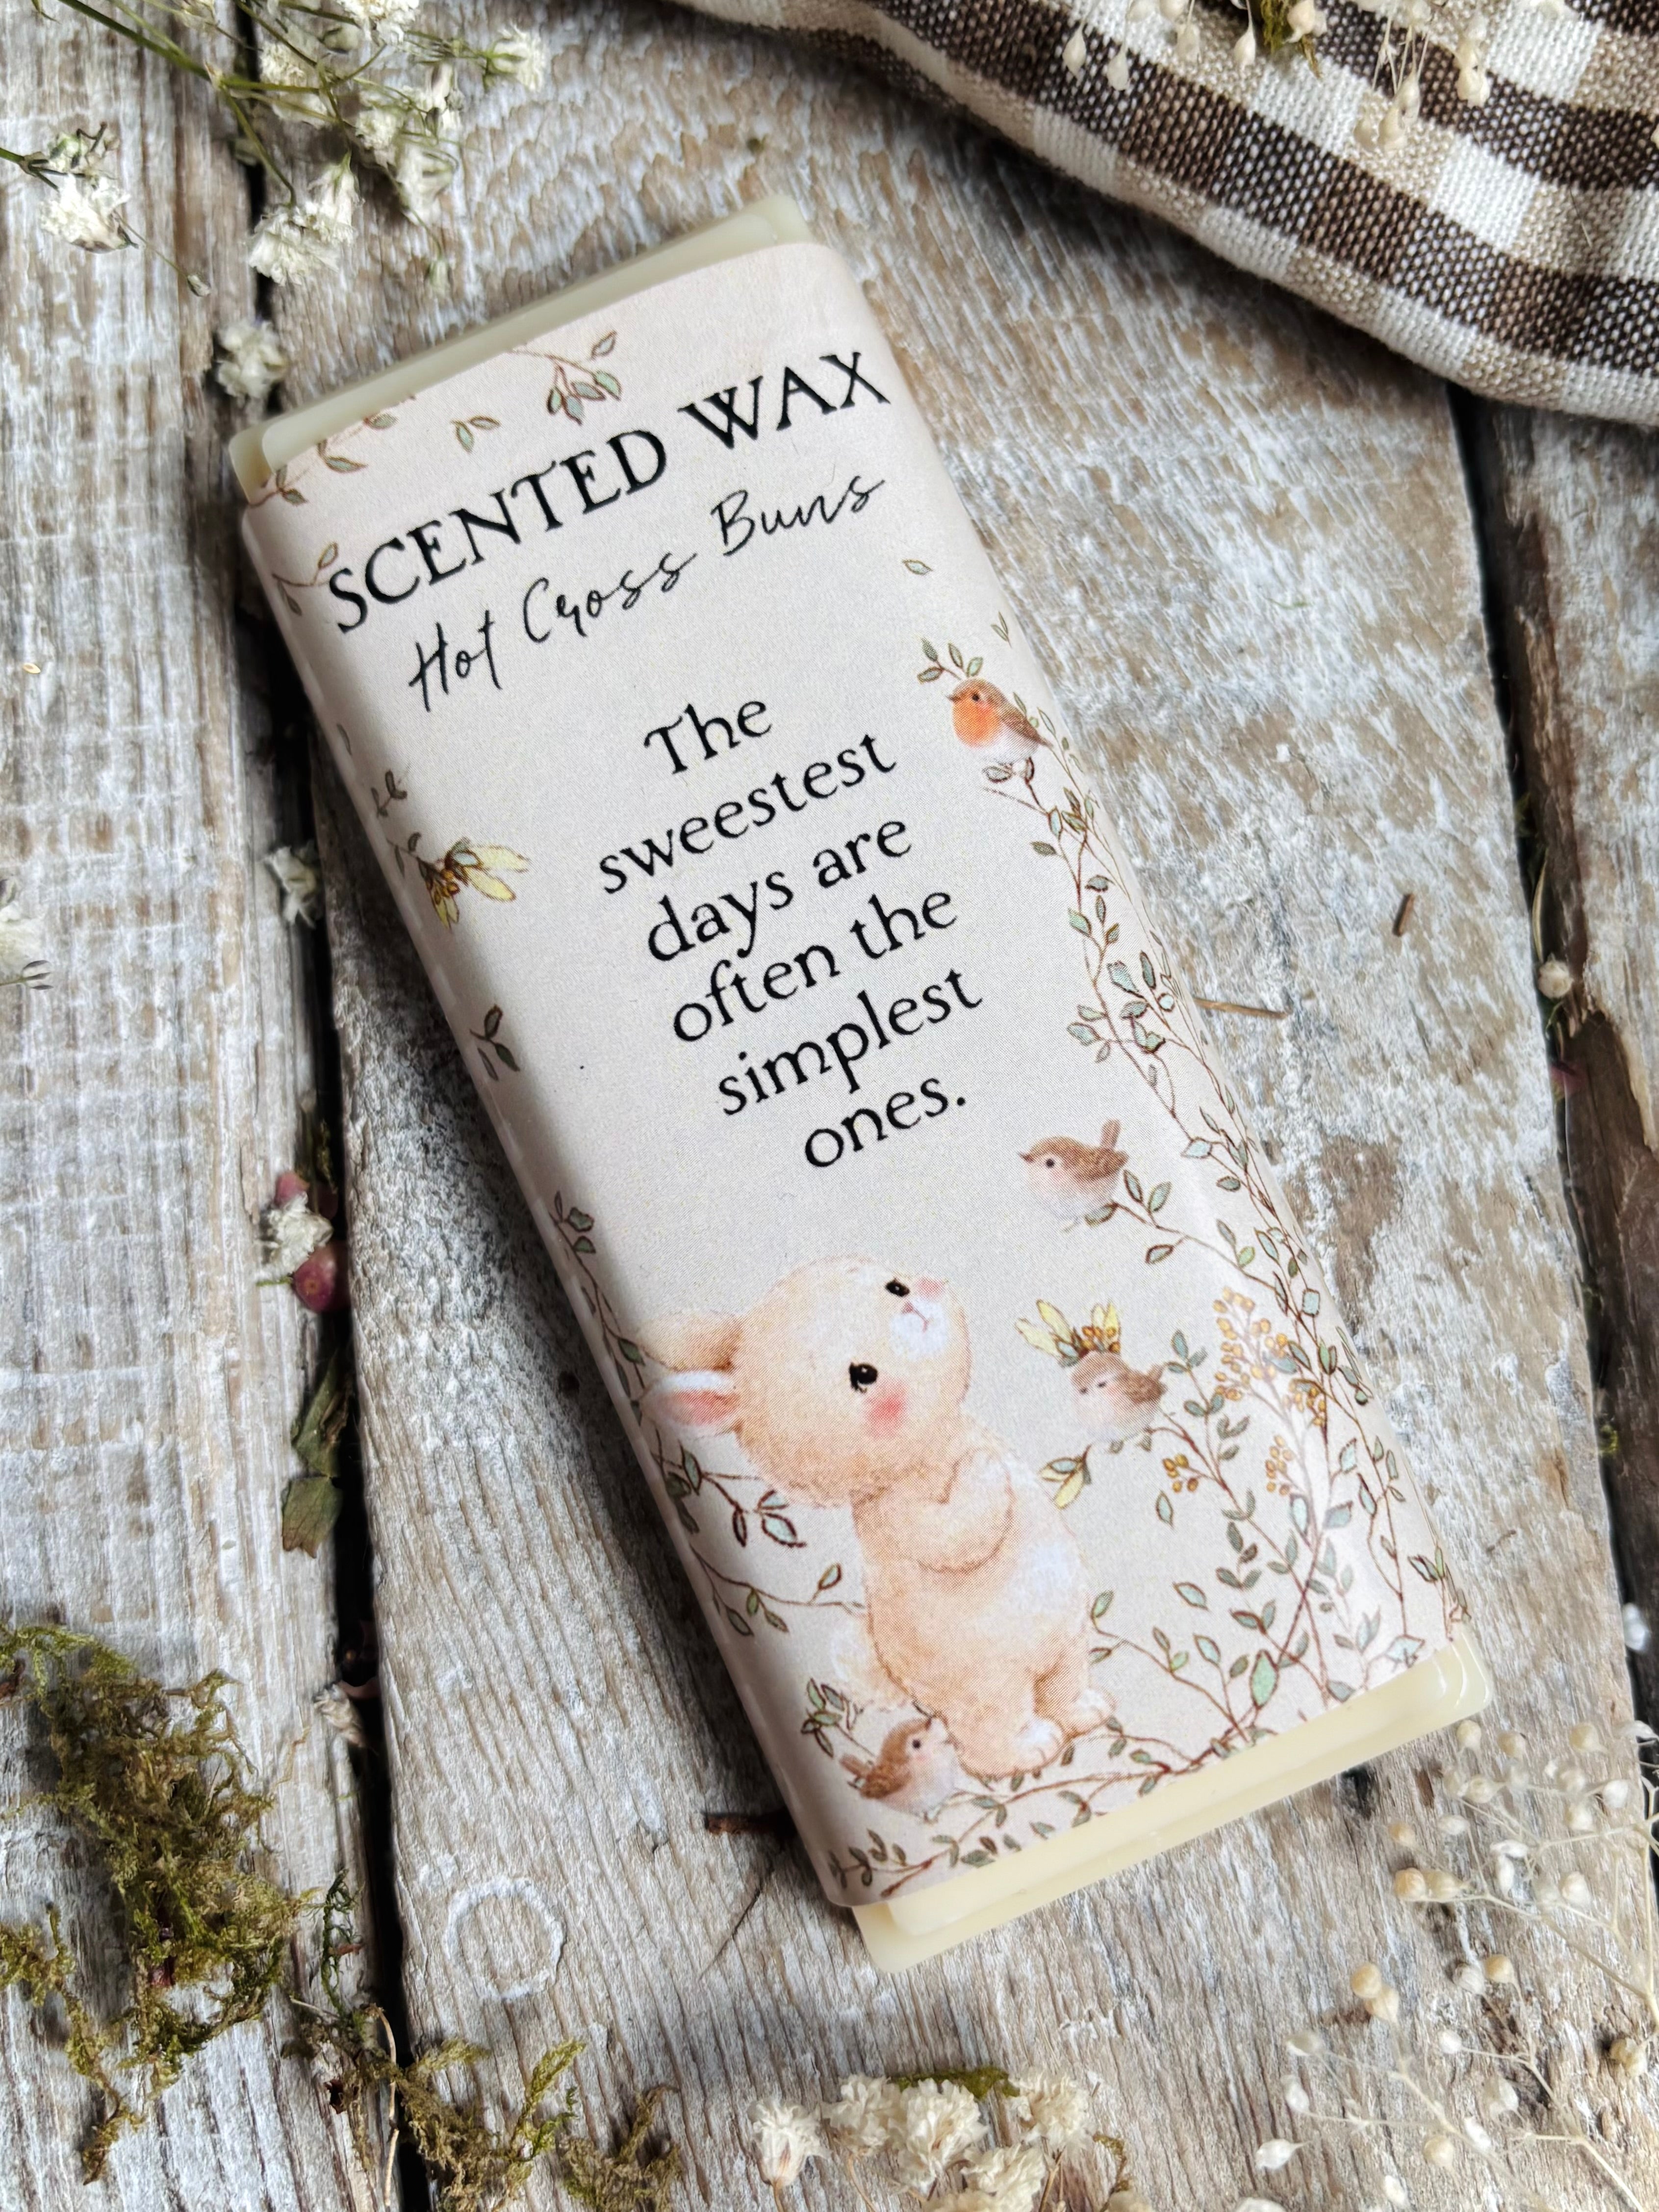 SCENTED WAX
Hot Cross Buns
The
sweestest
days are
often the
simplest
ones.